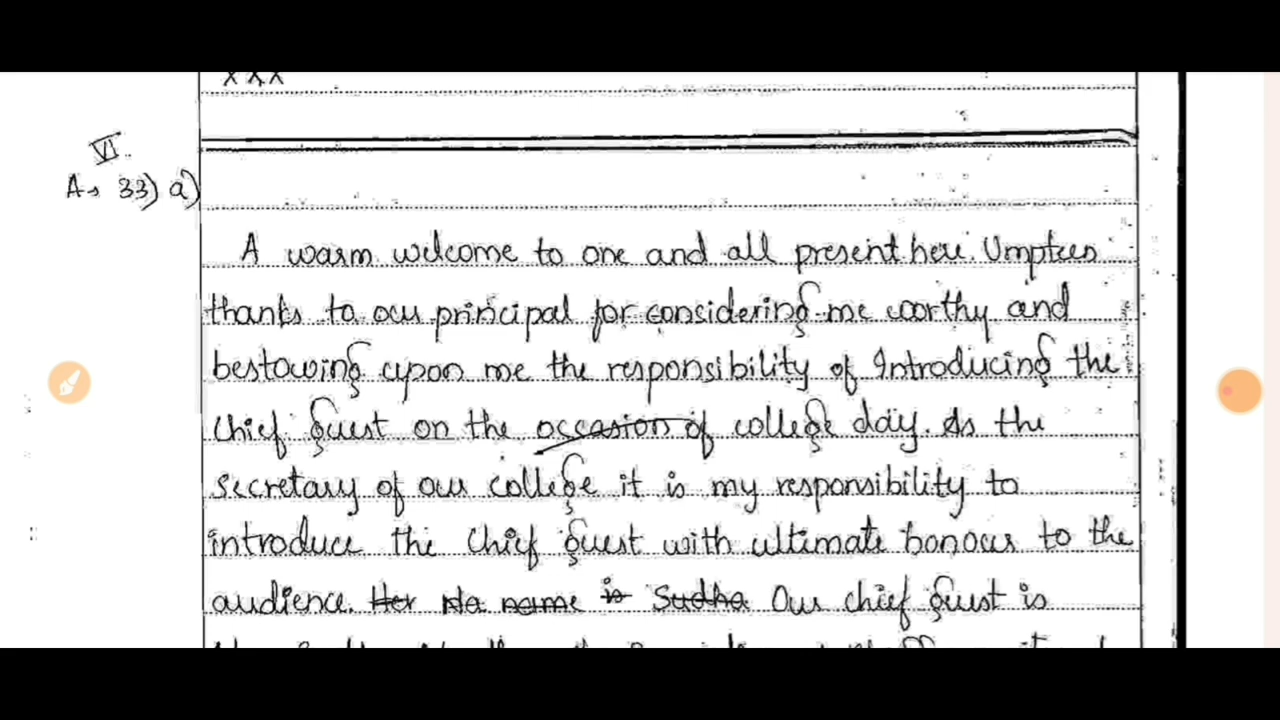 XXX
VI.
A, 33) a)
A warm welcome to one and all present here. Umpteen
thanks to our principal for considering me worthy and
bestowing upon me the responsibility of Introducing the
Chief guest on the occasion of college day. As the
secretary of our college it is my responsibility to
introduce the Chief guest with ultimate honour to the
audience. Her Na name is Sudha Our chief guest is